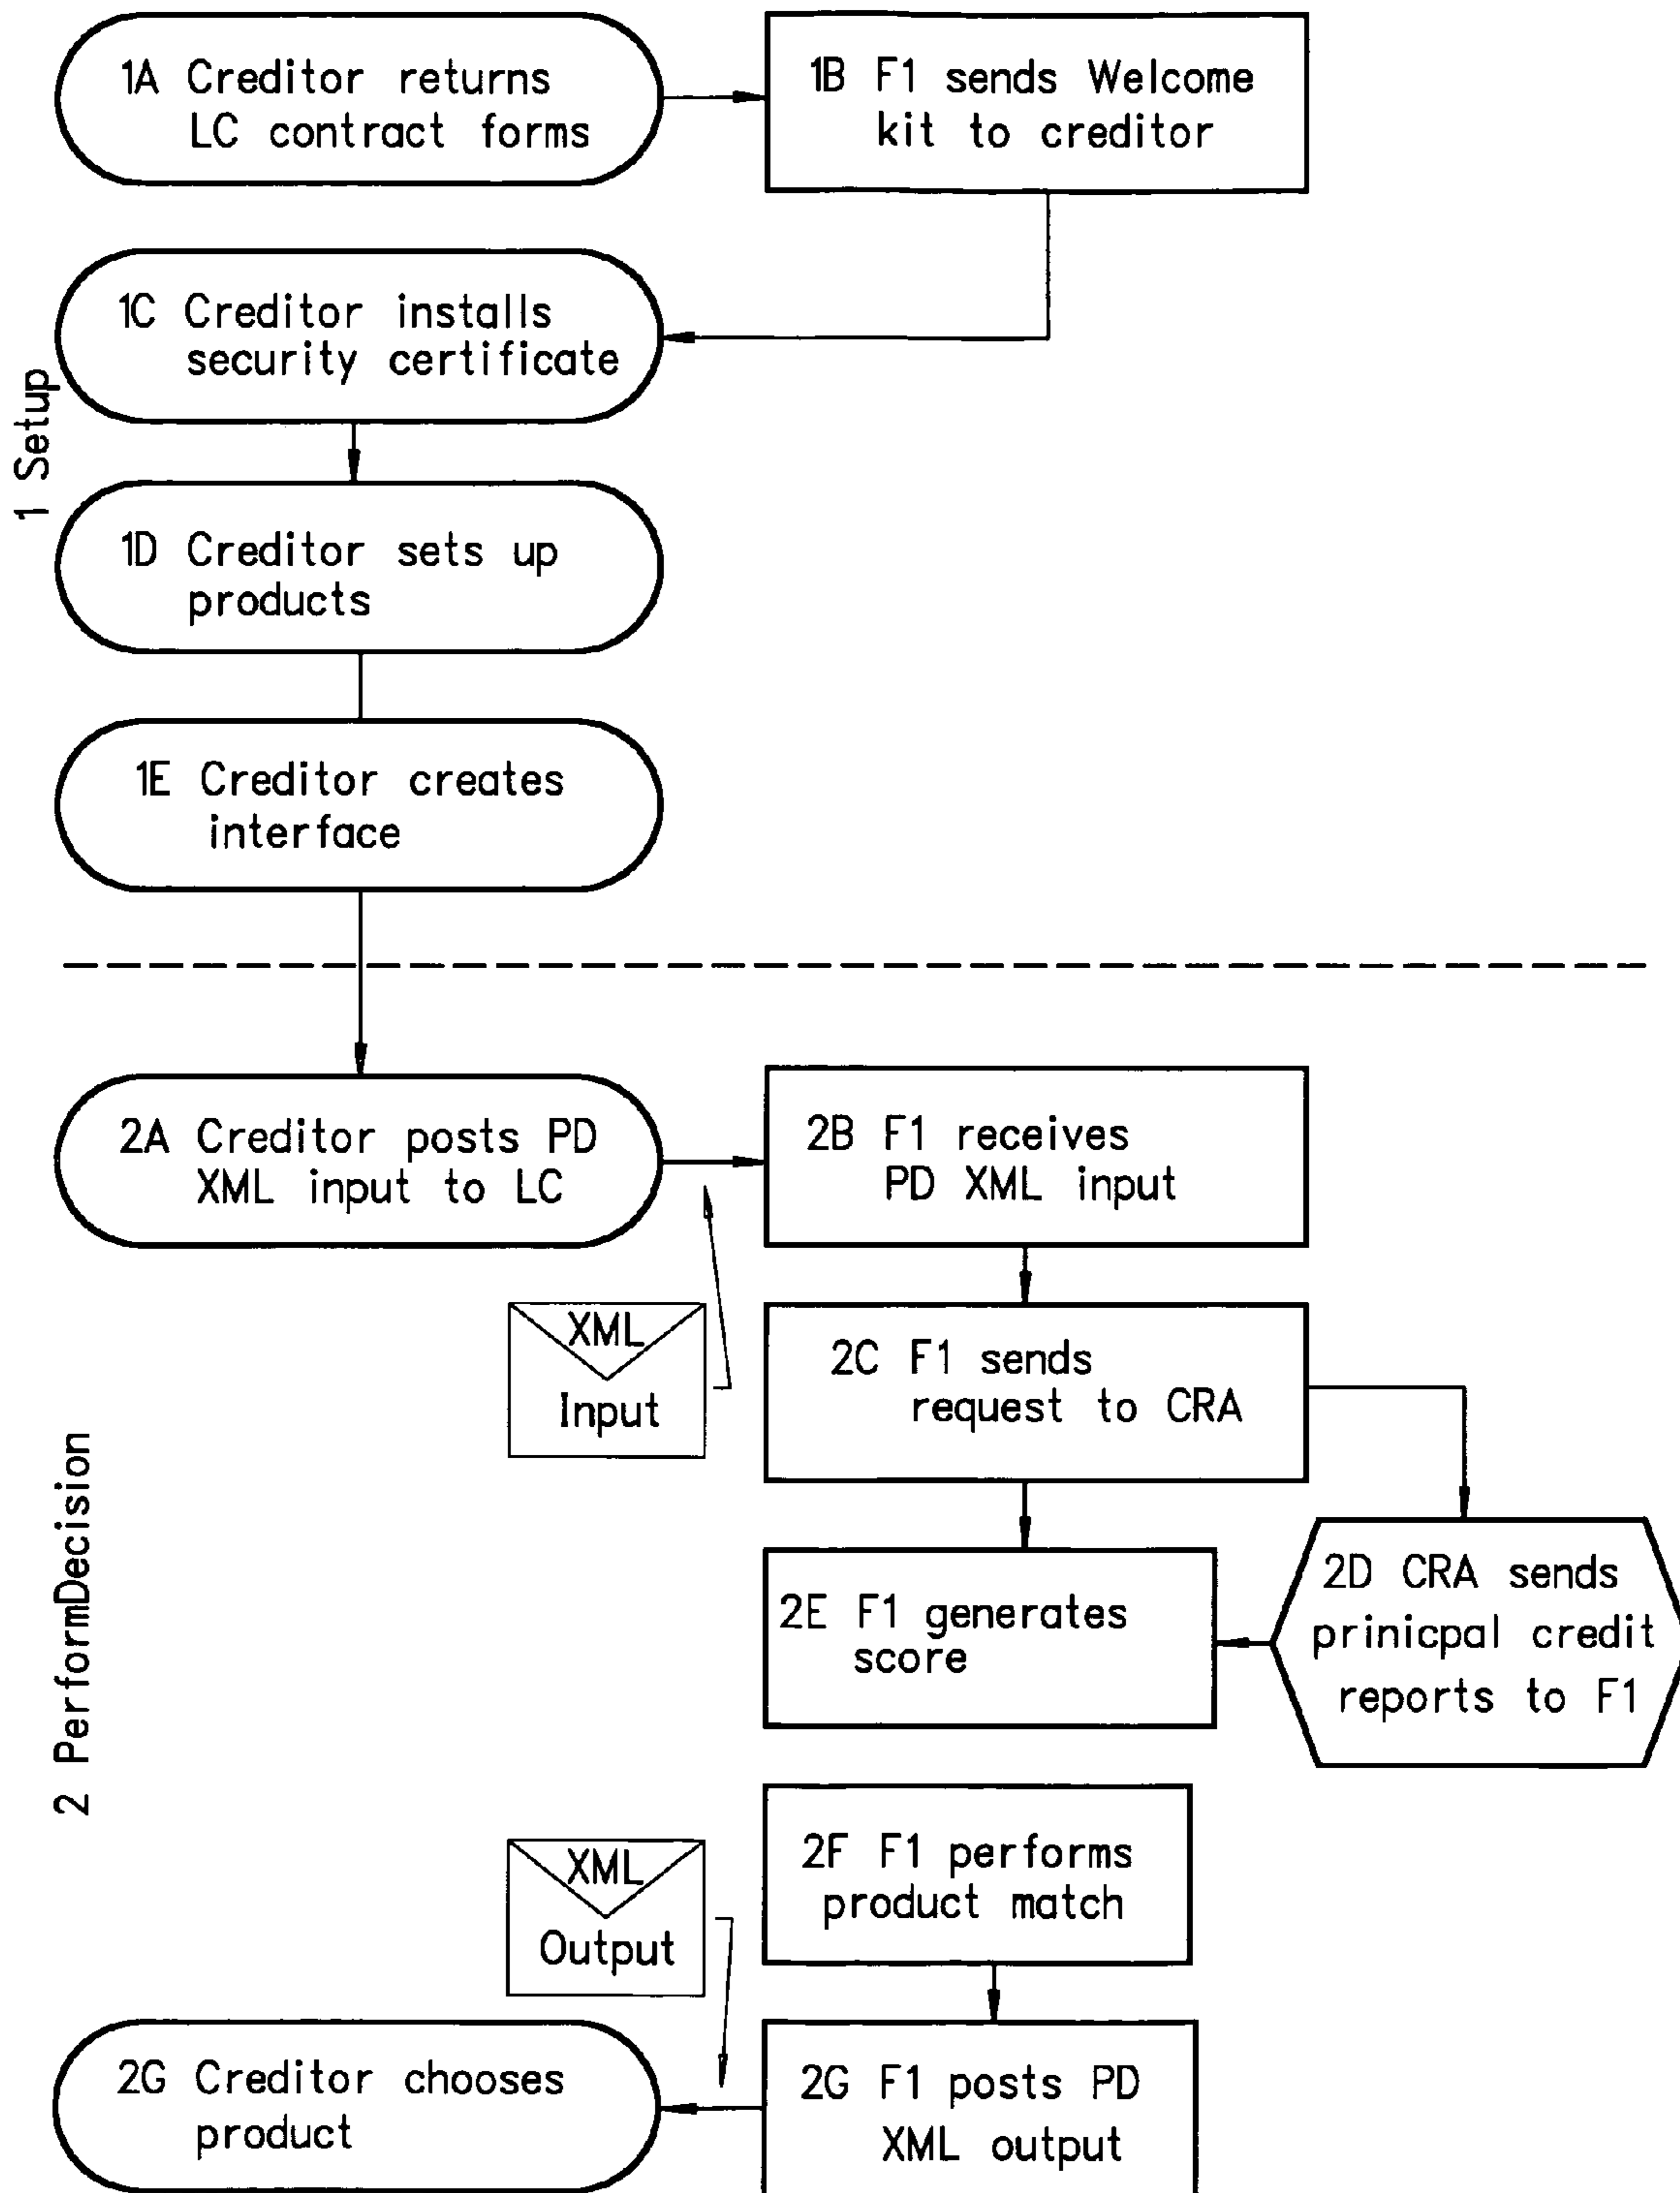 1A Creditor returns
LC contract forms
1B F1 sends Welcome
kit to creditor
1C Creditor installs
security certificate
1 Setup
1D Creditor sets up
products
1E Creditor creates
interface
2A Creditor posts PD
XML input to LC
2B F1 receives
PD XML input
XML
Input
2C F1 sends
request to CRA
2 PerformDecision
2D CRA sends
prinicpal credit
reports to F1
2E F1 generates
score
2F F1 performs
product match
XML
Output
2G Creditor chooses
product
2G F1 posts PD
XML output